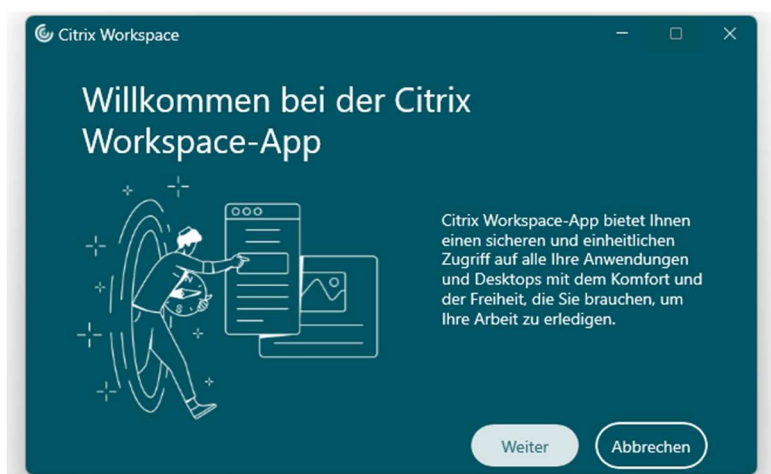 Citrix Workspace
Willkommen bei der Citrix
Workspace-App
N
S
Citrix Workspace-App bietet Ihnen
einen sicheren und einheitlichen
Zugriff auf alle Ihre Anwendungen
und Desktops mit dem Komfort und
der Freiheit, die Sie brauchen, um
Ihre Arbeit zu erledigen.
Weiter
Abbrechen